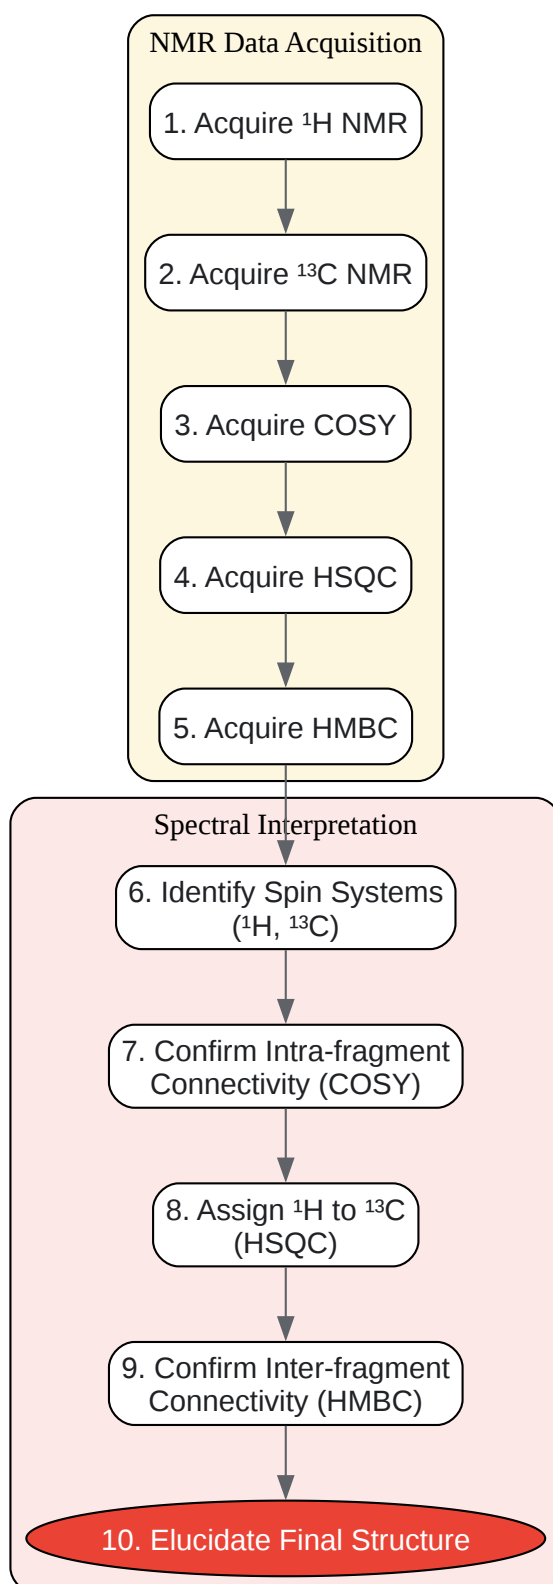 NMR Data Acquisition
1. Acquire ¹H NMR
2. Acquire ¹³C NMR
3. Acquire COSY
4. Acquire HSQC
5. Acquire HMBC
Spectral Interpretation
6. Identify Spin Systems
(¹H, ¹³C)
7. Confirm Intra-fragment
Connectivity (COSY)
8. Assign ¹H to ¹³C
(HSQC)
9. Confirm Inter-fragment
Connectivity (HMBC)
10. Elucidate Final Structure